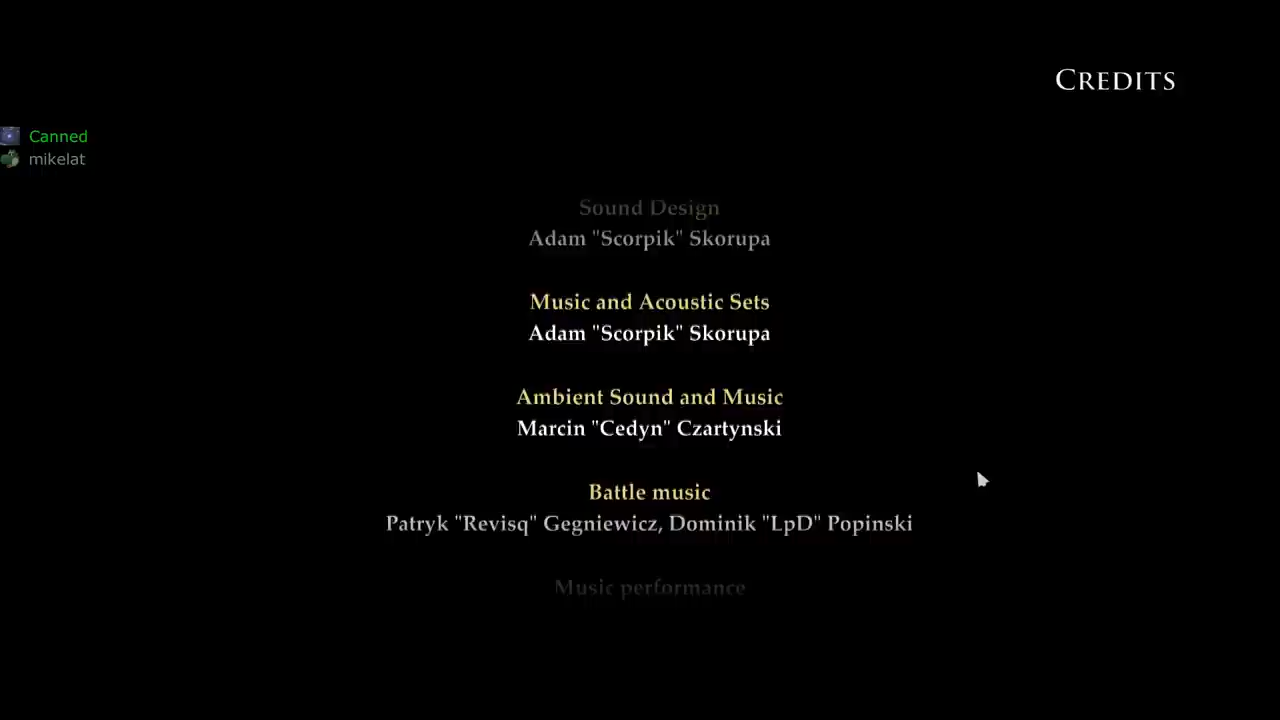 Credits
Canned
mikelat
Sound Design
Adam "Scorpik" Skorupa
Music and Acoustic Sets
Adam "Scorpik" Skorupa
Ambient Sound and Music
Marcin "Cedyn" Czartynski
Battle music
Patryk "Revisq" Gegniewicz, Dominik "LpD" Popinski
Music performance